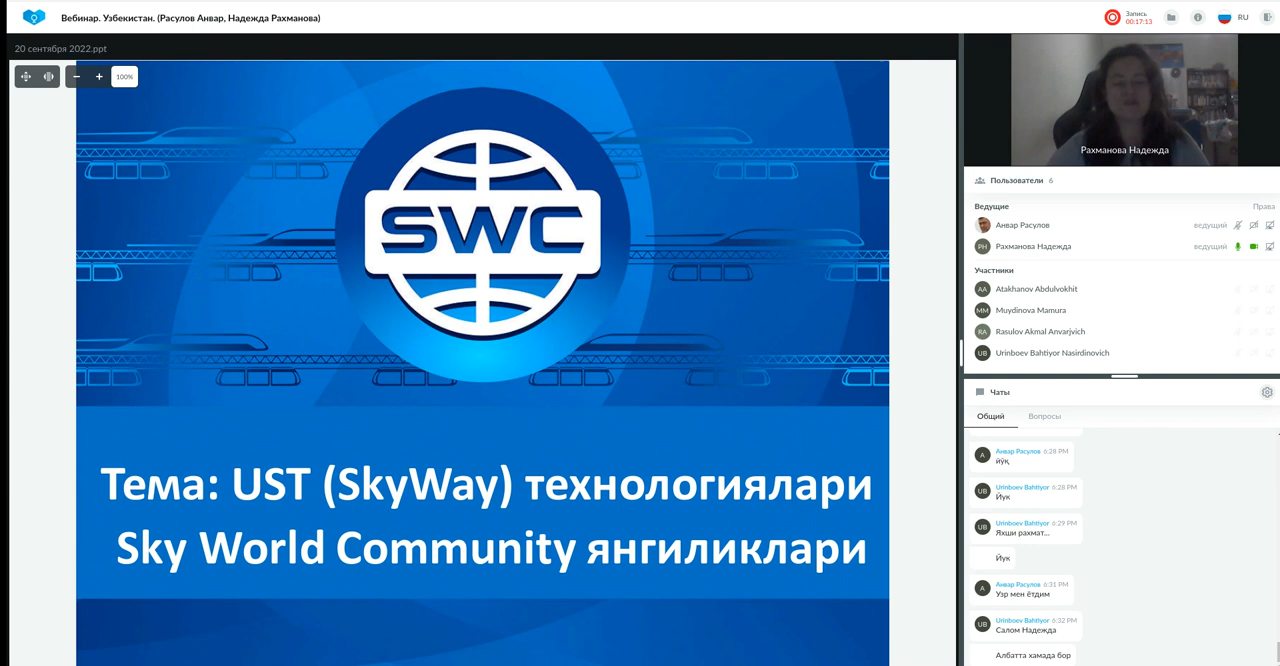 Вебинар. Узбекистан. (Расулов Анвар, Надежда Рахманова)
Запись
00:17:13
RU
20 сентября 2022.ppt
100%
SWC
Тема: UST (SkyWay) технологиялари
Sky World Community янгиликлари
Рахманова Надежда
Пользователи 6
Ведущие Права
Анвар Расулов ведущий
РН Рахманова Надежда ведущий
Участники
AA Atakhanov Abdulvokhit
MM Muydinova Mamura
RA Rasulov Akmal Anvarjvich
UB Urinboev Bahtiyor Nasirdinovich
Чаты
Общий Вопросы
А Анвар Расулов 6:28 PM
йўқ
UB Urinboev Bahtiyor 6:28 PM
Йук
UB Urinboev Bahtiyor 6:29 PM
Яхши рахмат...
Йук
А Анвар Расулов 6:31 PM
Узр мен ётдим
UB Urinboev Bahtiyor 6:32 PM
Салом Надежда
Албатта хамада бор